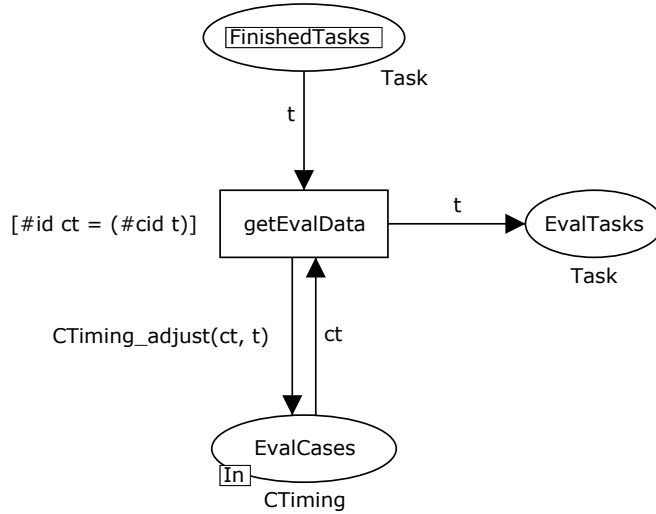 FinishedTasks
Task
t
[#id ct = (#cid t)]
getEvalData
t
EvalTasks
Task
CTiming_adjust(ct, t)
ct
EvalCases
In
CTiming